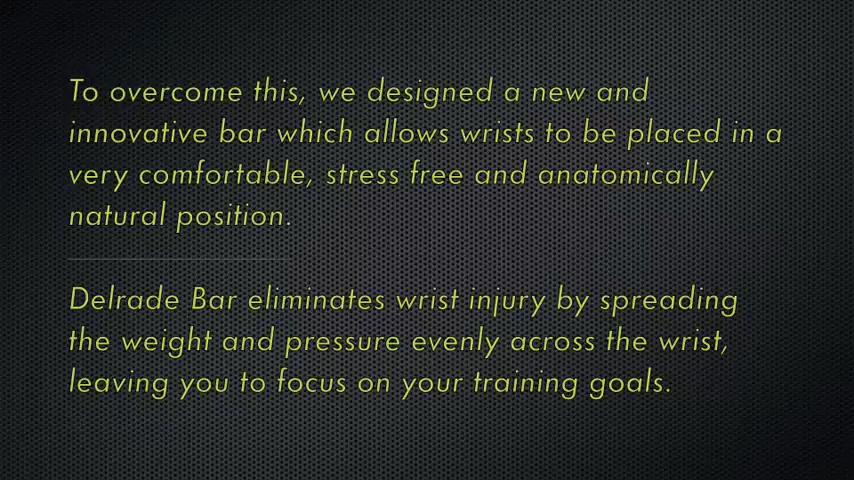 To overcome this, we designed a new and
innovative bar which allows wrists to be placed in a
very comfortable, stress free and anatomically
natural position.
Delrade Bar eliminates wrist injury by spreading
the weight and pressure evenly across the wrist,
leaving you to focus on your training goals.